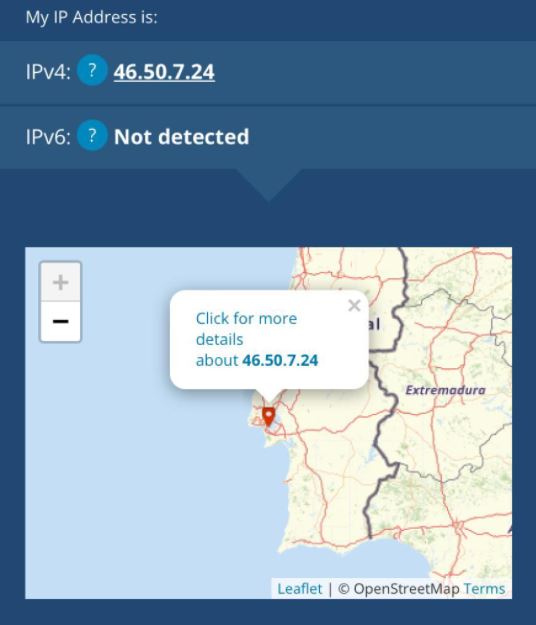 My IP Address is:
IPv4: ? 46.50.7.24
IPv6: ? Not detected
+
−
×
Click for more
details
about 46.50.7.24
al
Extremadura
Leaflet | © OpenStreetMap Terms